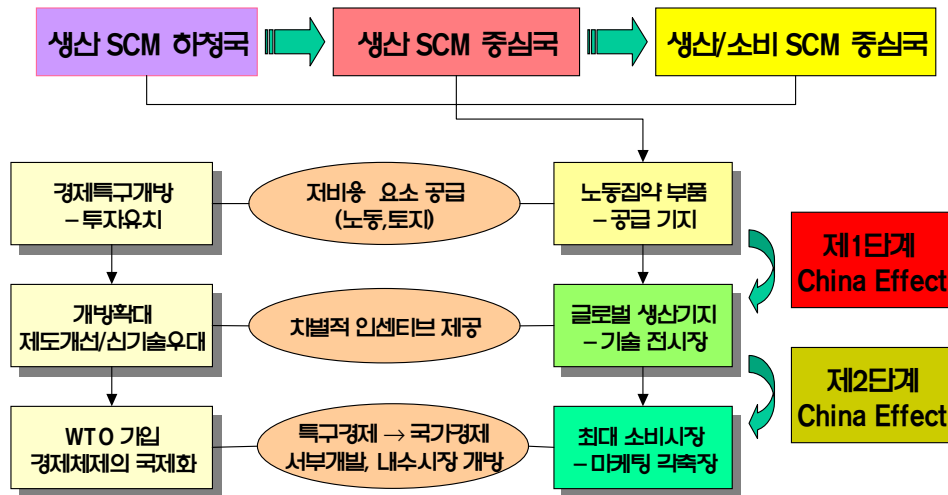 생산 SCM 하청국
생산 SCM 중심국
생산/소비 SCM 중심국
경제특구개방
– 투자유치
저비용 요소 공급
(노동,토지)
노동집약 부품
– 공급 기지
제1단계
China Effect
개방확대
제도개선/신기술우대
차별적 인센티브 제공
글로벌 생산기지
– 기술 전시장
제2단계
China Effect
WTO 가입
경제체제의 국제화
특구경제 → 국가경제
서부개발, 내수시장 개방
최대 소비시장
– 마케팅 각축장